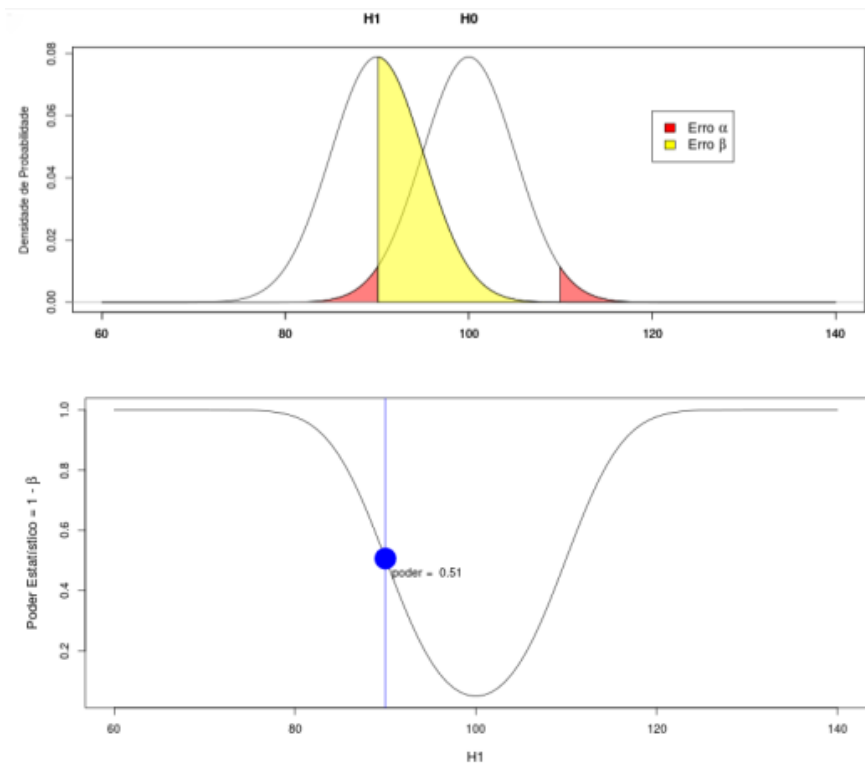 H1 H0
0.08
0.06
0.04
0.02
0.00
Densidade de Probabilidade
Erro α
Erro β
60 80 100 120 140
1.0
0.8
0.6
0.4
0.2
Poder Estatístico = 1 - β
poder = 0.51
60 80 100 120 140
H1